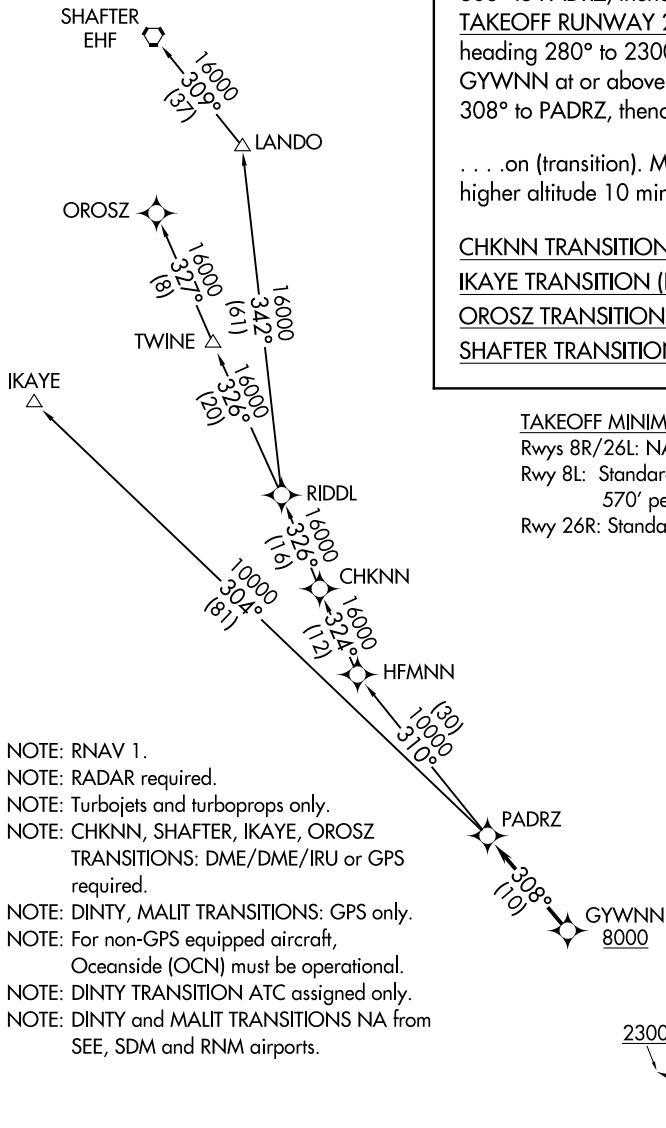 SHAFTER
EHF
16000
309°
(37)
LANDO
OROSZ
16000
327°
(8)
16000
342°
(61)
TWINE
16000
326°
(20)
IKAYE
RIDDL
16000
326°
(16)
CHKNN
10000
304°
(81)
16000
324°
(12)
HFMNN
(30)
10000
310°
PADRZ
308°
(10)
GYWNN
8000
2300
TAKEOFF RUNWAY
heading 280° to 2300
GYWNN at or above
308° to PADRZ, thenc
. . . .on (transition). M
higher altitude 10 min
CHKNN TRANSITION
IKAYE TRANSITION (
OROSZ TRANSITION
SHAFTER TRANSITION
TAKEOFF MINIM
Rwys 8R/26L: NA
Rwy 8L: Standar
570' pe
Rwy 26R: Standa
NOTE: RNAV 1.
NOTE: RADAR required.
NOTE: Turbojets and turboprops only.
NOTE: CHKNN, SHAFTER, IKAYE, OROSZ
TRANSITIONS: DME/DME/IRU or GPS
required.
NOTE: DINTY, MALIT TRANSITIONS: GPS only.
NOTE: For non-GPS equipped aircraft,
Oceanside (OCN) must be operational.
NOTE: DINTY TRANSITION ATC assigned only.
NOTE: DINTY and MALIT TRANSITIONS NA from
SEE, SDM and RNM airports.